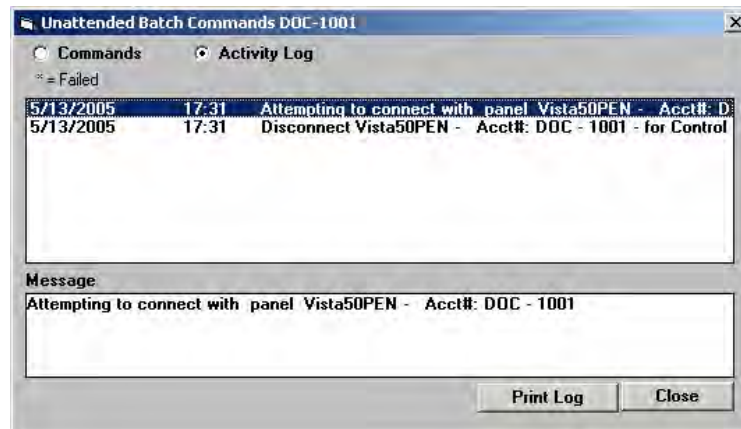 Unattended Batch Commands DOC-1001
Commands Activity Log
* = Failed
5/13/2005 17:31 Attempting to connect with panel Vista50PEN - Acct#: D
5/13/2005 17:31 Disconnect Vista50PEN - Acct#: DOC - 1001 - for Control
Message
Attempting to connect with panel Vista50PEN - Acct#: DOC - 1001
Print Log Close